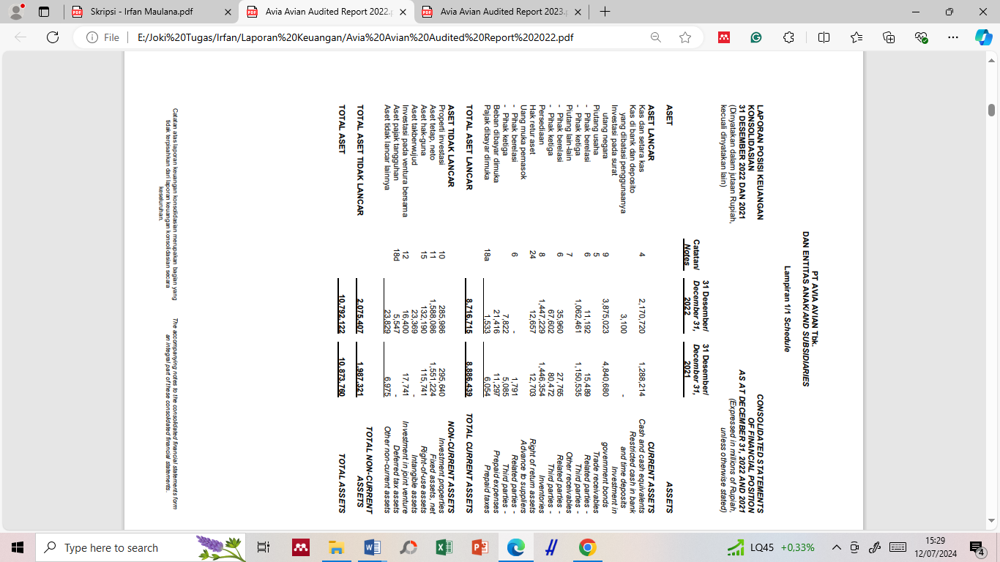 Skripsi - Irfan Maulana.pdf
Avia Avian Audited Report 2022.p
Avia Avian Audited Report 2023.p
File E:/Joki%20Tugas/Irfan/Laporan%20Keuangan/Avia%20Avian%20Audited%20Report%202022.pdf
PT AVIA AVIAN Tbk.
DAN ENTITAS ANAK/AND SUBSIDIARIES
Lampiran 1/1 Schedule
LAPORAN POSISI KEUANGAN CONSOLIDATED STATEMENTS
KONSOLIDASIAN OF FINANCIAL POSITION
31 DESEMBER 2022 DAN 2021 AS AT DECEMBER 31, 2022 AND 2021
(Dinyatakan dalam jutaan Rupiah, (Expressed in millions of Rupiah,
kecuali dinyatakan lain) unless otherwise stated)
31 Desember/ 31 Desember/
Catatan/ December 31, December 31,
Notes 2022 2021
ASET ASSETS
ASET LANCAR CURRENT ASSETS
Kas dan setara kas 4 2,170,720 1,288,214 Cash and cash equivalents
Kas di bank dan deposito Restricted cash in bank
yang dibatasi penggunaanya 3,100 - and time deposits
Investasi pada surat Investment in
utang negara 9 3,875,023 4,840,680 government bonds
Piutang usaha 5 Trade receivables
- Pihak berelasi 6 11,192 15,489 Related parties -
- Pihak ketiga 1,062,461 1,150,535 Third parties -
Piutang lain-lain 7 Other receivables
- Pihak berelasi 6 35,960 27,765 Related parties -
- Pihak ketiga 67,602 80,472 Third parties -
Persediaan 8 1,447,229 1,446,354 Inventories
Hak retur aset 24 12,657 12,703 Right of return assets
Uang muka pemasok Advance to suppliers
- Pihak berelasi 6 - 1,791 Related parties -
- Pihak ketiga 7,822 5,085 Third parties -
Beban dibayar dimuka 21,416 11,297 Prepaid expenses
Pajak dibayar dimuka 18a 1,533 6,054 Prepaid taxes
TOTAL ASET LANCAR 8,716,715 8,886,439 TOTAL CURRENT ASSETS
ASET TIDAK LANCAR NON-CURRENT ASSETS
Properti investasi 10 285,986 295,640 Investment properties
Aset tetap, neto 11 1,588,086 1,551,224 Fixed assets, net
Aset hak-guna 15 132,190 115,741 Right-of-use assets
Aset takberwujud 23,369 - Intangible assets
Investasi pada ventura bersama 12 16,400 17,741 Investment in joint venture
Aset pajak tangguhan 18d 5,547 - Deferred tax assets
Aset tidak lancar lainnya 23,829 6,975 Other non-current assets
TOTAL NON-CURRENT
TOTAL ASET TIDAK LANCAR 2,075,407 1,987,321 ASSETS
TOTAL ASET 10,792,122 10,873,760 TOTAL ASSETS
Catatan atas laporan keuangan konsolidasian merupakan bagian yang The accompanying notes to the consolidated financial statements form
tidak terpisahkan dari laporan keuangan konsolidasian secara an integral part of these consolidated financial statements.
keseluruhan.
Type here to search
LQ45 +0,33%
15:29
12/07/2024
4